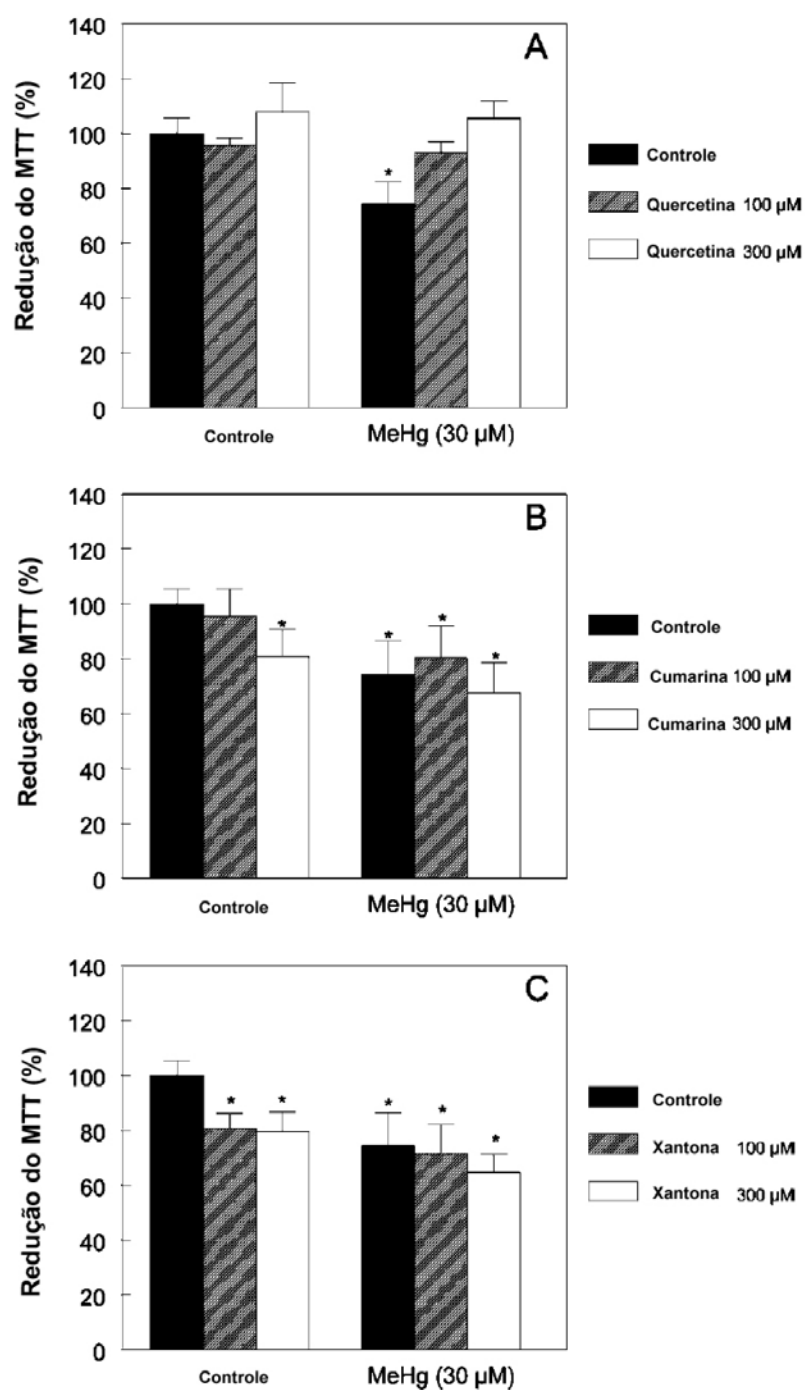 A
Redução do MTT (%)
140
120
100
80
60
40
20
0
Controle
MeHg (30 µM)
Controle
Quercetina 100 µM
Quercetina 300 µM
B
Redução do MTT (%)
140
120
100
80
60
40
20
0
*
*
*
*
Controle
MeHg (30 µM)
Controle
Cumarina 100 µM
Cumarina 300 µM
C
Redução do MTT (%)
140
120
100
80
60
40
20
0
*
*
*
*
*
Controle
MeHg (30 µM)
Controle
Xantona 100 µM
Xantona 300 µM